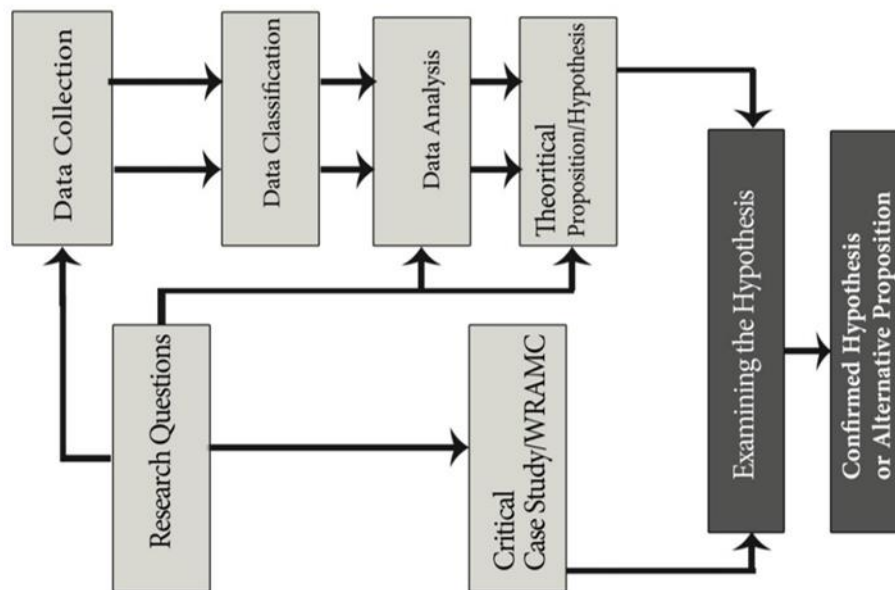 Data Collection
Data Classification
Data Analysis
Theoritical
Proposition/Hypothesis
Research Questions
Critical
Case Study/WRAMC
Examining the Hypothesis
Confirmed Hypothesis
or Alternative Proposition